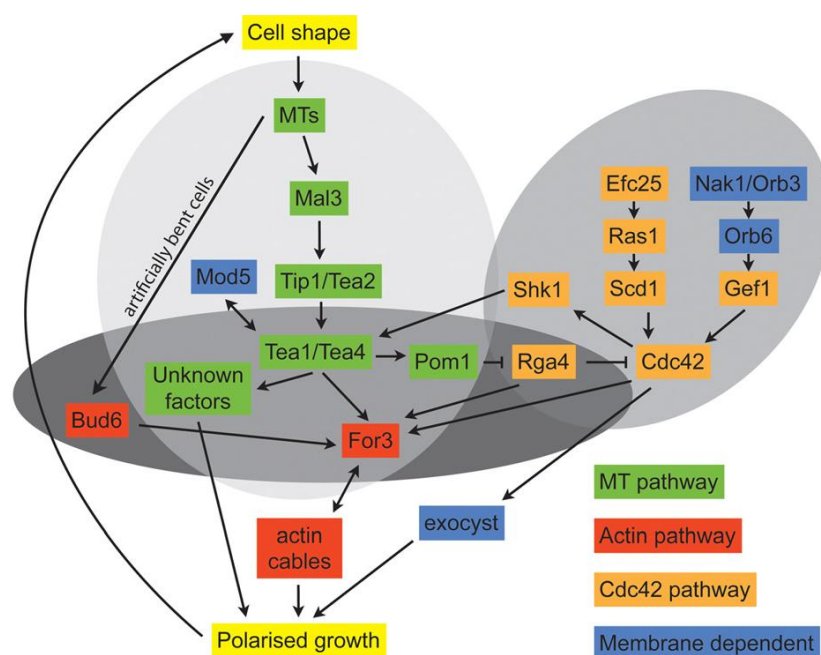 Cell shape
MTs
artificially bent cells
Mal3
Efc25
Nak1/Orb3
Ras1
Orb6
Mod5
Tip1/Tea2
Shk1
Scd1
Gef1
Tea1/Tea4
Pom1
Rga4
Cdc42
Unknown
factors
Bud6
For3
MT pathway
actin
cables
exocyst
Actin pathway
Cdc42 pathway
Polarised growth
Membrane dependent